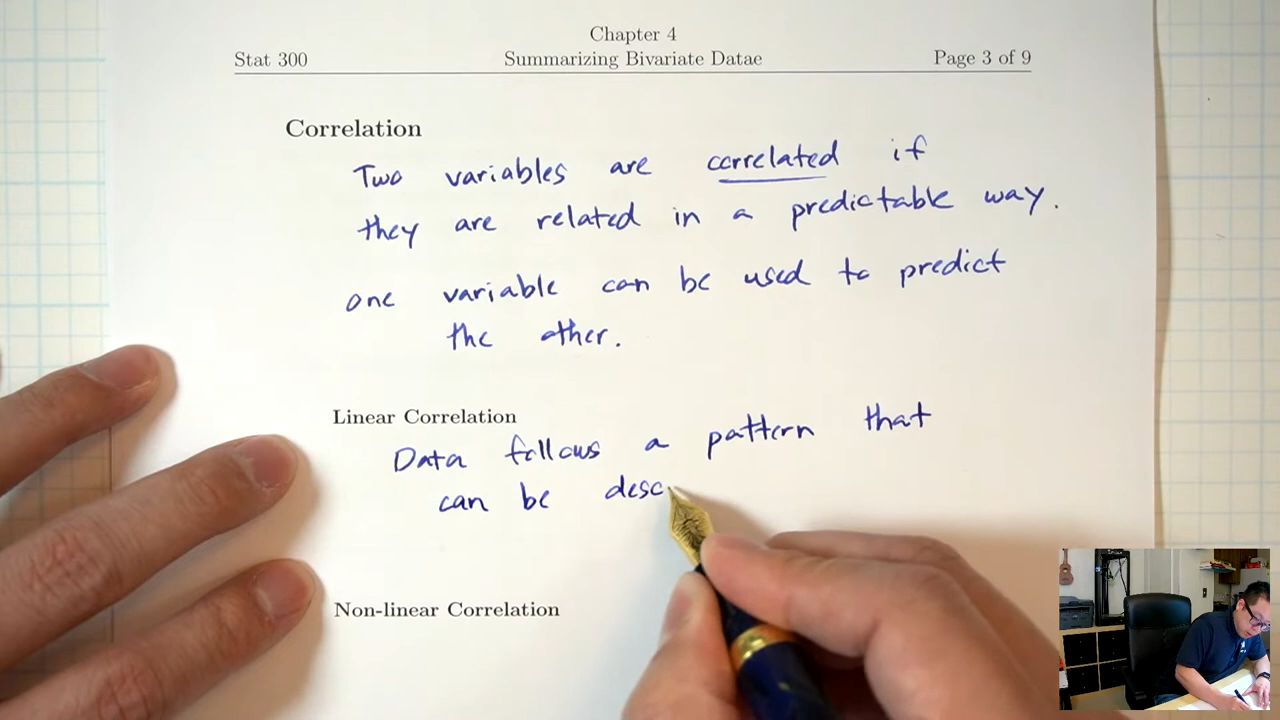 Chapter 4
Stat 300 Summarizing Bivariate Datae Page 3 of 9
Correlation
Two variables are correlated if
they are related in a predictable way.
one variable can be used to predict
the other.
Linear Correlation
Data follows a pattern that
can be desc
Non-linear Correlation